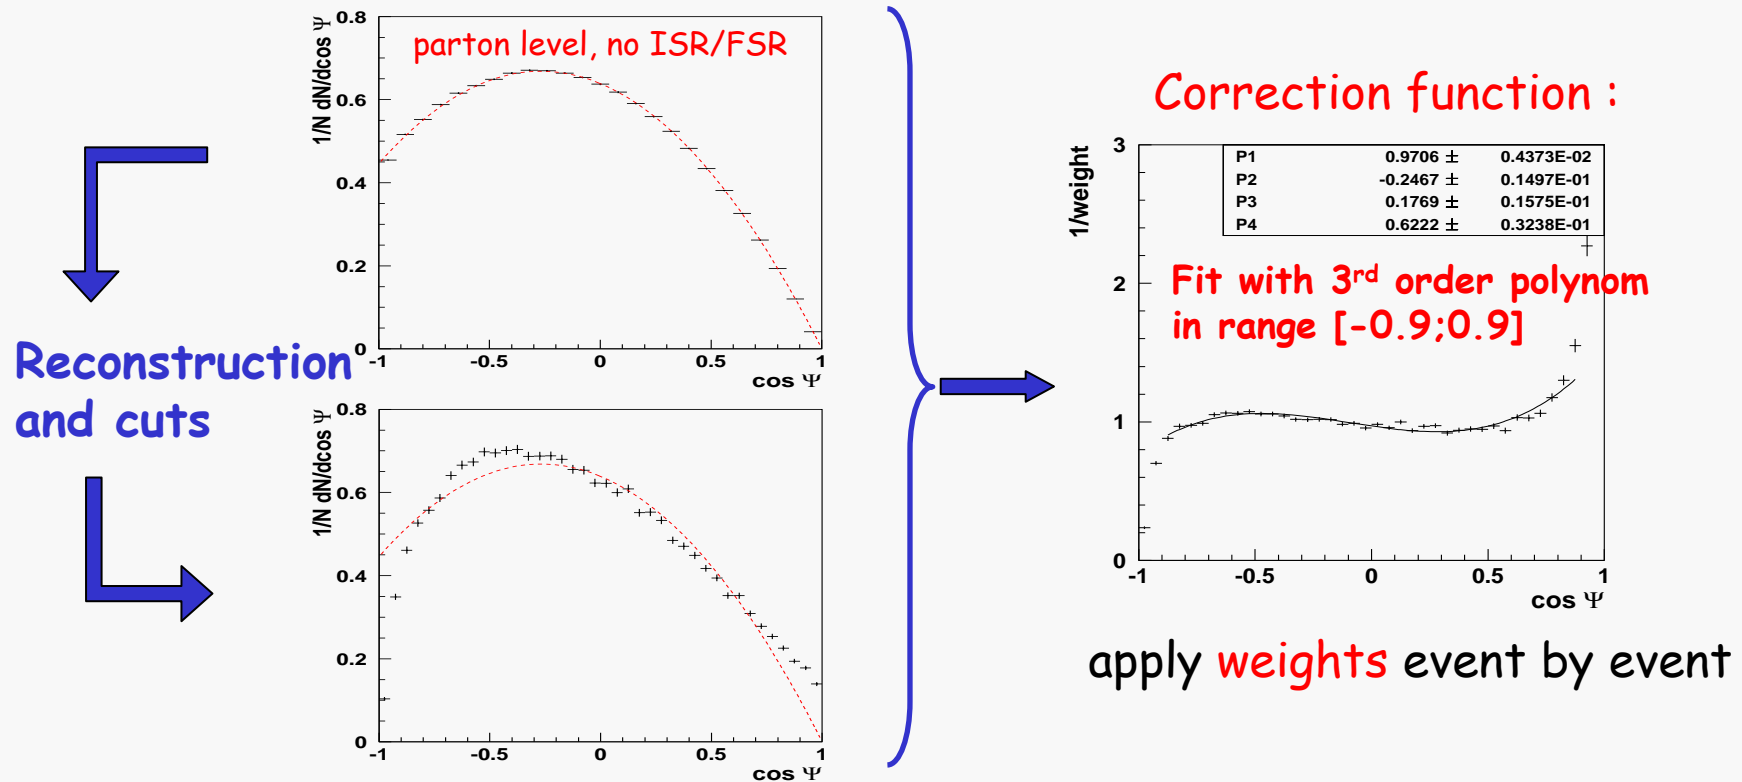 parton level, no ISR/FSR
1/N dN/dcos Ψ
0.8
0.6
0.4
0.2
0
-1
-0.5
0
0.5
1
cos Ψ
Reconstruction
and cuts
1/N dN/dcos Ψ
0.8
0.6
0.4
0.2
0
-1
-0.5
0
0.5
1
cos Ψ
Correction function :
1/weight
3
2
1
0
P1 0.9706 ± 0.4373E-02
P2 -0.2467 ± 0.1497E-01
P3 0.1769 ± 0.1575E-01
P4 0.6222 ± 0.3238E-01
Fit with 3rd order polynom
in range [-0.9;0.9]
-1
-0.5
0
0.5
1
cos Ψ
apply weights event by event